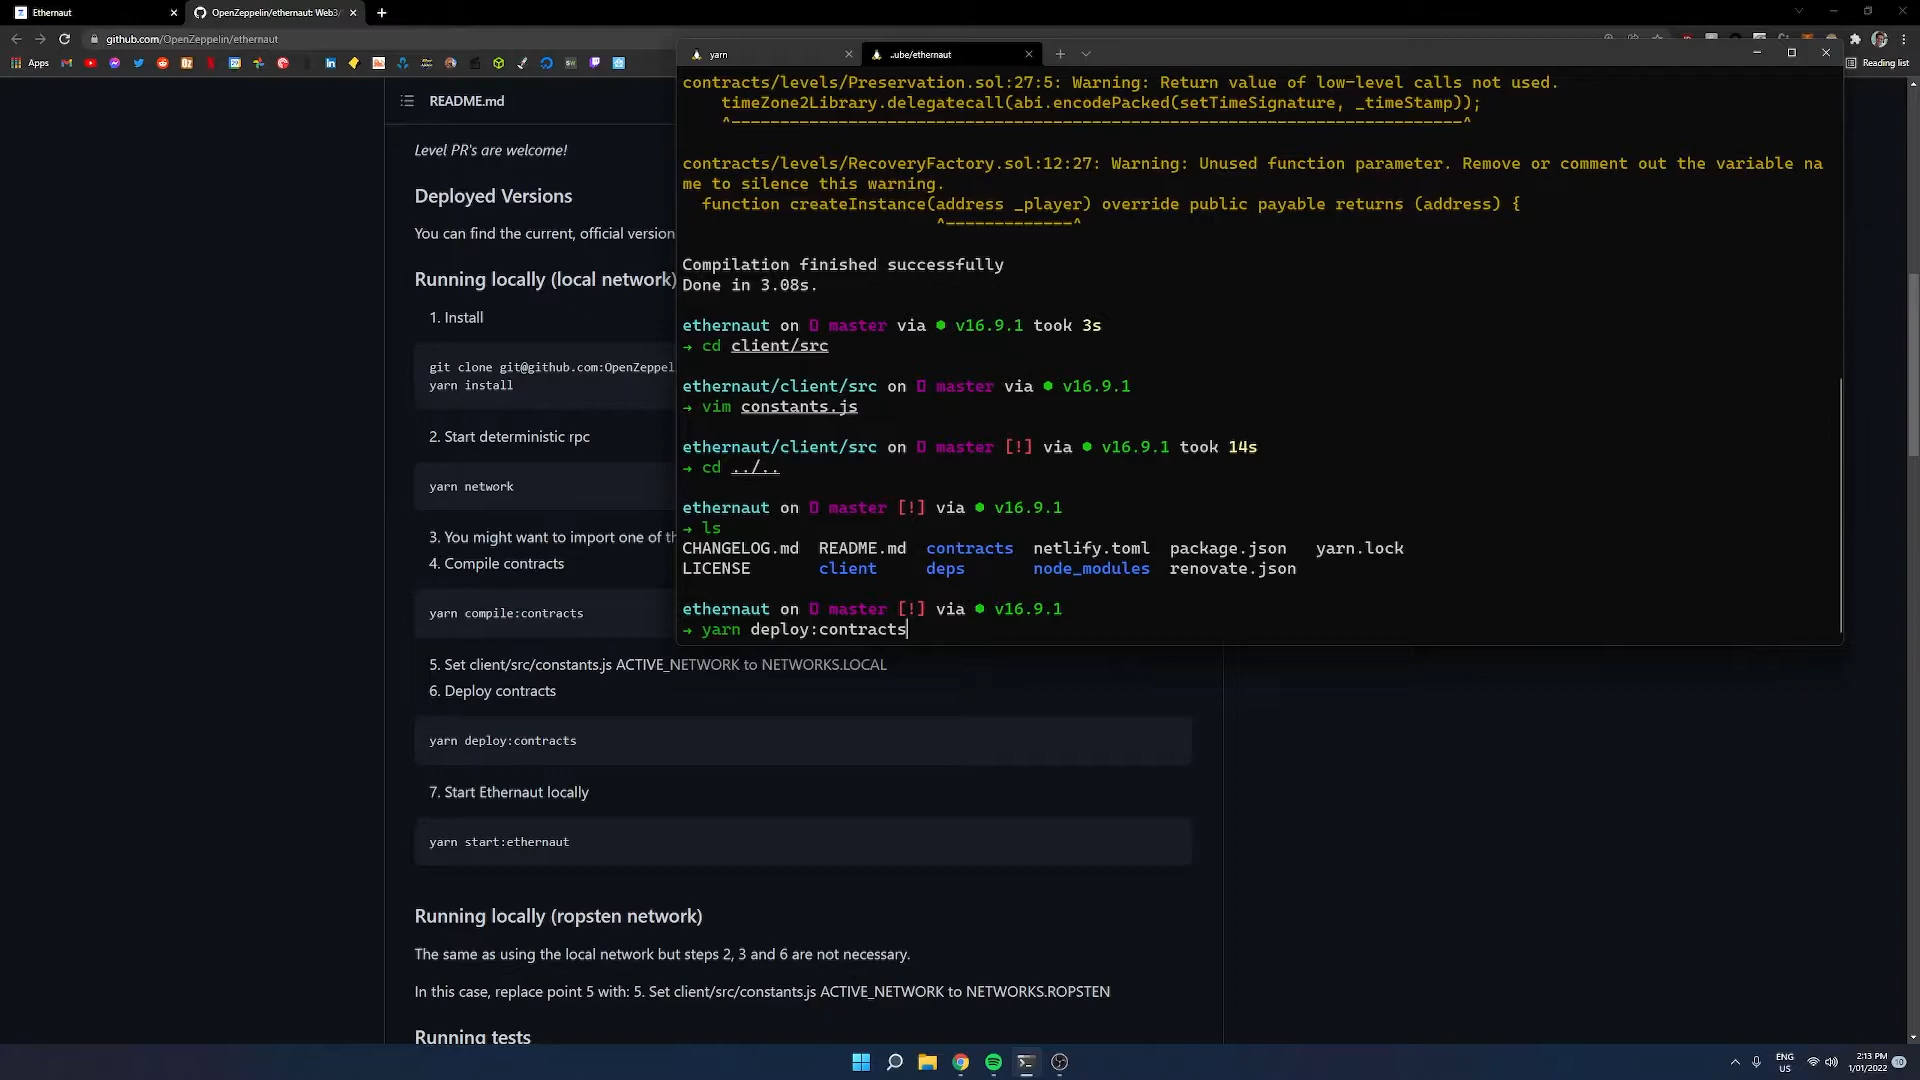 Ethernaut
OpenZeppelin/ethernaut: Web3/
github.com/OpenZeppelin/ethernaut
Apps
Reading list
README.md
Level PR's are welcome!
Deployed Versions
You can find the current, official version
Running locally (local network)
1. Install
git clone git@github.com:OpenZeppel
yarn install
2. Start deterministic rpc
yarn network
3. You might want to import one of th
4. Compile contracts
yarn compile:contracts
5. Set client/src/constants.js ACTIVE_NETWORK to NETWORKS.LOCAL
6. Deploy contracts
yarn deploy:contracts
7. Start Ethernaut locally
yarn start:ethernaut
Running locally (ropsten network)
The same as using the local network but steps 2, 3 and 6 are not necessary.
In this case, replace point 5 with: 5. Set client/src/constants.js ACTIVE_NETWORK to NETWORKS.ROPSTEN
Running tests
yarn
..ube/ethernaut
contracts/levels/Preservation.sol:27:5: Warning: Return value of low-level calls not used.
timeZone2Library.delegatecall(abi.encodePacked(setTimeSignature, _timeStamp));
^---------------------------------------------------------------------------^
contracts/levels/RecoveryFactory.sol:12:27: Warning: Unused function parameter. Remove or comment out the variable na
me to silence this warning.
function createInstance(address _player) override public payable returns (address) {
^-------------^
Compilation finished successfully
Done in 3.08s.
ethernaut on master via v16.9.1 took 3s
→ cd client/src
ethernaut/client/src on master via v16.9.1
→ vim constants.js
ethernaut/client/src on master [!] via v16.9.1 took 14s
→ cd ../..
ethernaut on master [!] via v16.9.1
→ ls
CHANGELOG.md README.md contracts netlify.toml package.json yarn.lock
LICENSE client deps node_modules renovate.json
ethernaut on master [!] via v16.9.1
→ yarn deploy:contracts
ENG
US
2:13 PM
1/01/2022
10